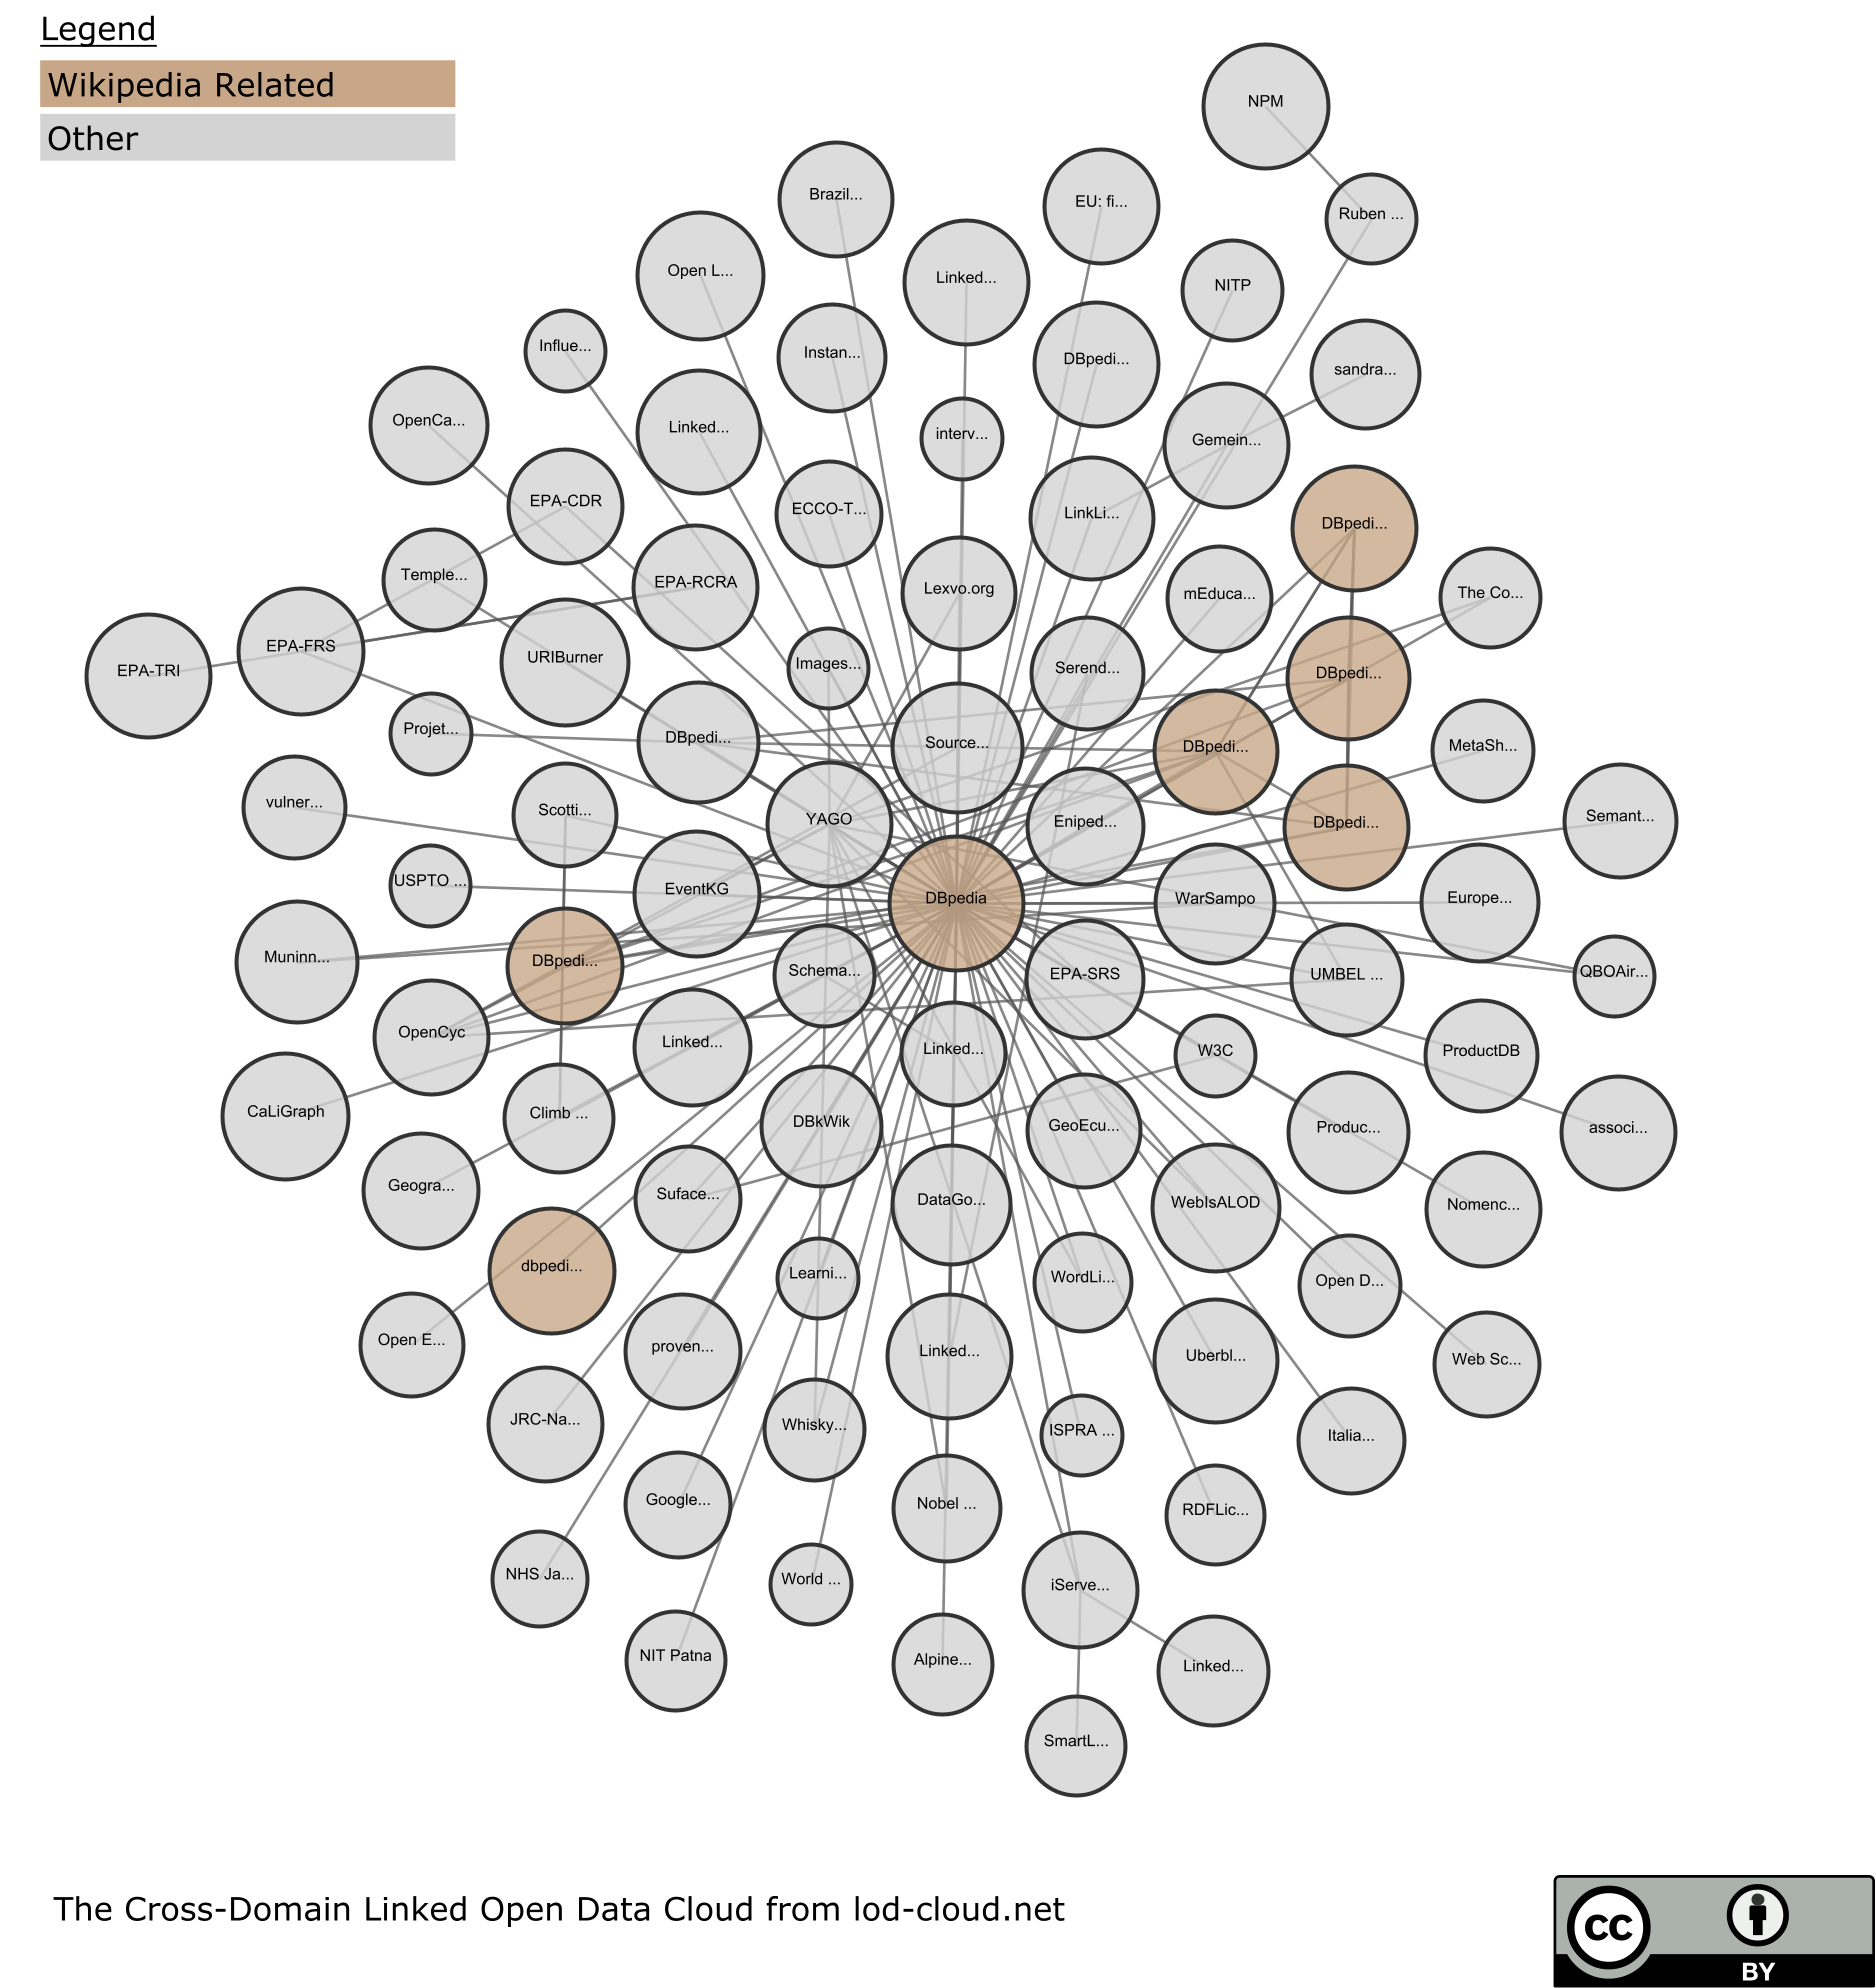 Legend
Wikipedia Related
Other
NPM
Brazil...
EU: fi...
Ruben ...
Open L...
Linked...
NITP
Influe...
Instan...
DBpedi...
sandra...
OpenCa...
Linked...
interv...
Gemein...
EPA-CDR
ECCO-T...
LinkLi...
DBpedi...
Temple...
EPA-RCRA
Lexvo.org
mEduca...
The Co...
EPA-TRI
EPA-FRS
URIBurner
Images...
Serend...
DBpedi...
Projet...
DBpedi...
Source...
DBpedi...
MetaSh...
vulner...
Scotti...
YAGO
Eniped...
DBpedi...
Semant...
USPTO ...
EventKG
DBpedia
WarSampo
Europe...
Muninn...
DBpedi...
Schema...
EPA-SRS
UMBEL ...
QBOAir...
OpenCyc
Linked...
Linked...
W3C
ProductDB
CaLiGraph
Climb ...
DBkWik
GeoEcu...
Produc...
associ...
Geogra...
Suface...
DataGo...
WebIsALOD
Nomenc...
dbpedi...
Learni...
WordLi...
Open D...
Open E...
proven...
Linked...
Uberbl...
Web Sc...
JRC-Na...
Whisky...
ISPRA ...
Italia...
Google...
Nobel ...
RDFLic...
NHS Ja...
World ...
iServe...
NIT Patna
Alpine...
Linked...
SmartL...
The Cross-Domain Linked Open Data Cloud from lod-cloud.net
cc
BY